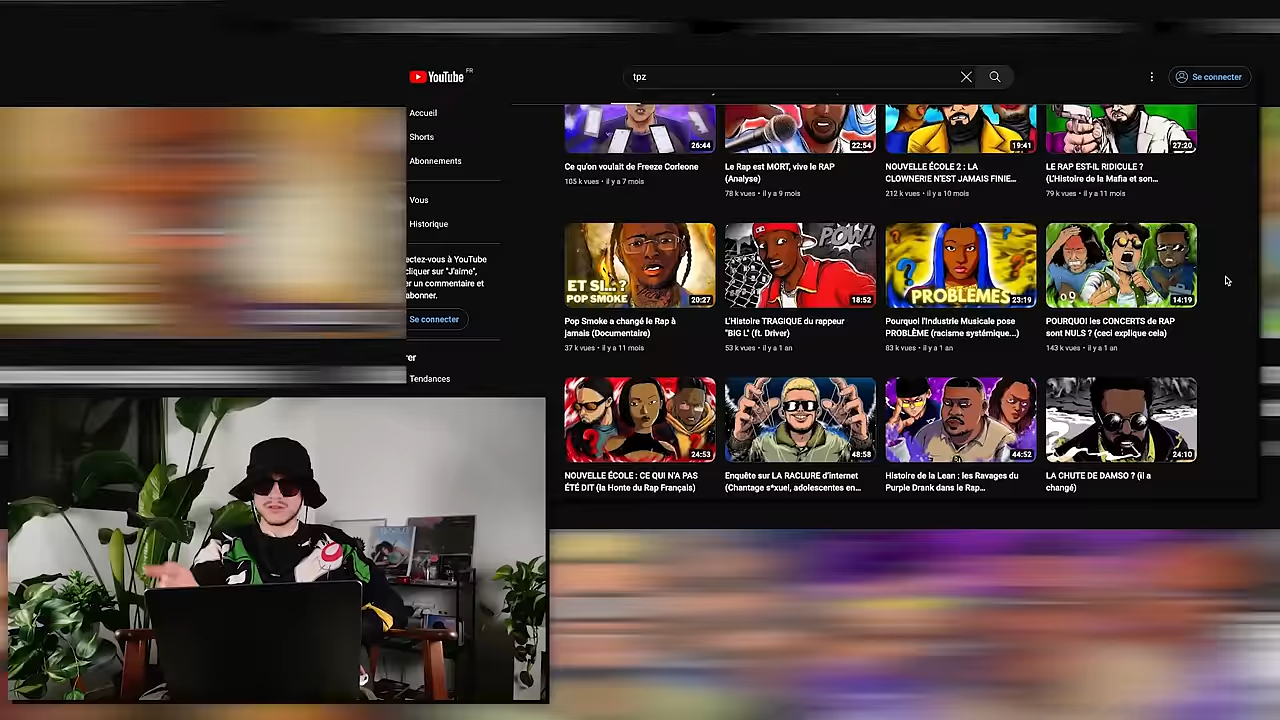 YouTube FR
tpz
Se connecter
Accueil
Shorts
Abonnements
Vous
Historique
ectez-vous à YouTube
cliquer sur "J'aime",
er un commentaire et
abonner.
Se connecter
rer
Tendances
26:44
Ce qu'on voulait de Freeze Corleone
105 k vues • il y a 7 mois
22:54
Le Rap est MORT, vive le RAP
(Analyse)
78 k vues • il y a 9 mois
19:41
NOUVELLE ÉCOLE 2 : LA
CLOWNERIE N'EST JAMAIS FINIE...
212 k vues • il y a 10 mois
27:20
LE RAP EST-IL RIDICULE ?
(L'Histoire de la Mafia et son...
79 k vues • il y a 11 mois
ET SI...?
POP SMOKE
20:27
Pop Smoke a changé le Rap à
jamais (Documentaire)
37 k vues • il y a 11 mois
POW!
18:52
L'Histoire TRAGIQUE du rappeur
"BIG L" (ft. Driver)
53 k vues • il y a 1 an
PROBLÈMES
23:19
Pourquoi l'Industrie Musicale pose
PROBLÈME (racisme systémique...)
83 k vues • il y a 1 an
14:19
POURQUOI les CONCERTS de RAP
sont NULS ? (ceci explique cela)
143 k vues • il y a 1 an
24:53
NOUVELLE ÉCOLE : CE QUI N'A PAS
ÉTÉ DIT (la Honte du Rap Français)
48:58
Enquête sur LA RACLURE d'internet
(Chantage s*xuel, adolescentes en...
44:52
Histoire de la Lean : les Ravages du
Purple Drank dans le Rap...
24:10
LA CHUTE DE DAMSO ? (il a
changé)